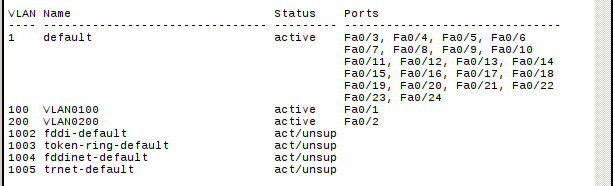 VLAN Name                             Status    Ports
---- -------------------------------- --------- -------------------------------
1    default                          active    Fa0/3, Fa0/4, Fa0/5, Fa0/6
                                                Fa0/7, Fa0/8, Fa0/9, Fa0/10
                                                Fa0/11, Fa0/12, Fa0/13, Fa0/14
                                                Fa0/15, Fa0/16, Fa0/17, Fa0/18
                                                Fa0/19, Fa0/20, Fa0/21, Fa0/22
                                                Fa0/23, Fa0/24
100  VLAN0100                         active    Fa0/1
200  VLAN0200                         active    Fa0/2
1002 fddi-default                     act/unsup
1003 token-ring-default               act/unsup
1004 fddinet-default                  act/unsup
1005 trnet-default                    act/unsup